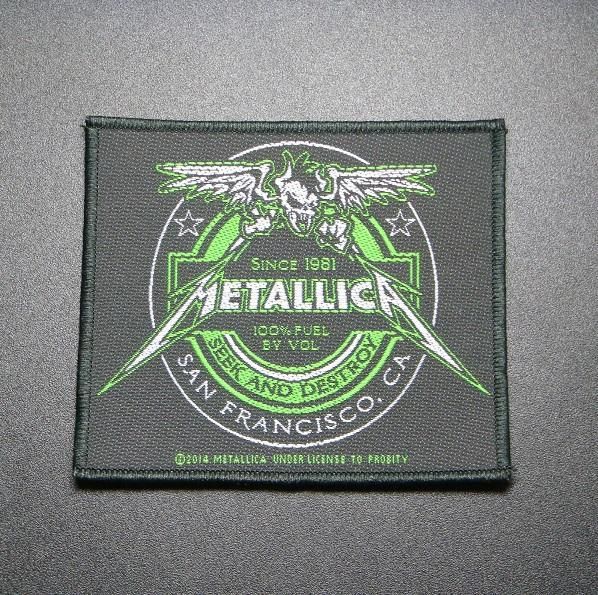 SINCE 1981
METALLICA
100% FUEL
BY VOL
SEEK AND DESTROY
SAN FRANCISCO, CA
©2014 METALLICA UNDER LICENSE TO PROBITY